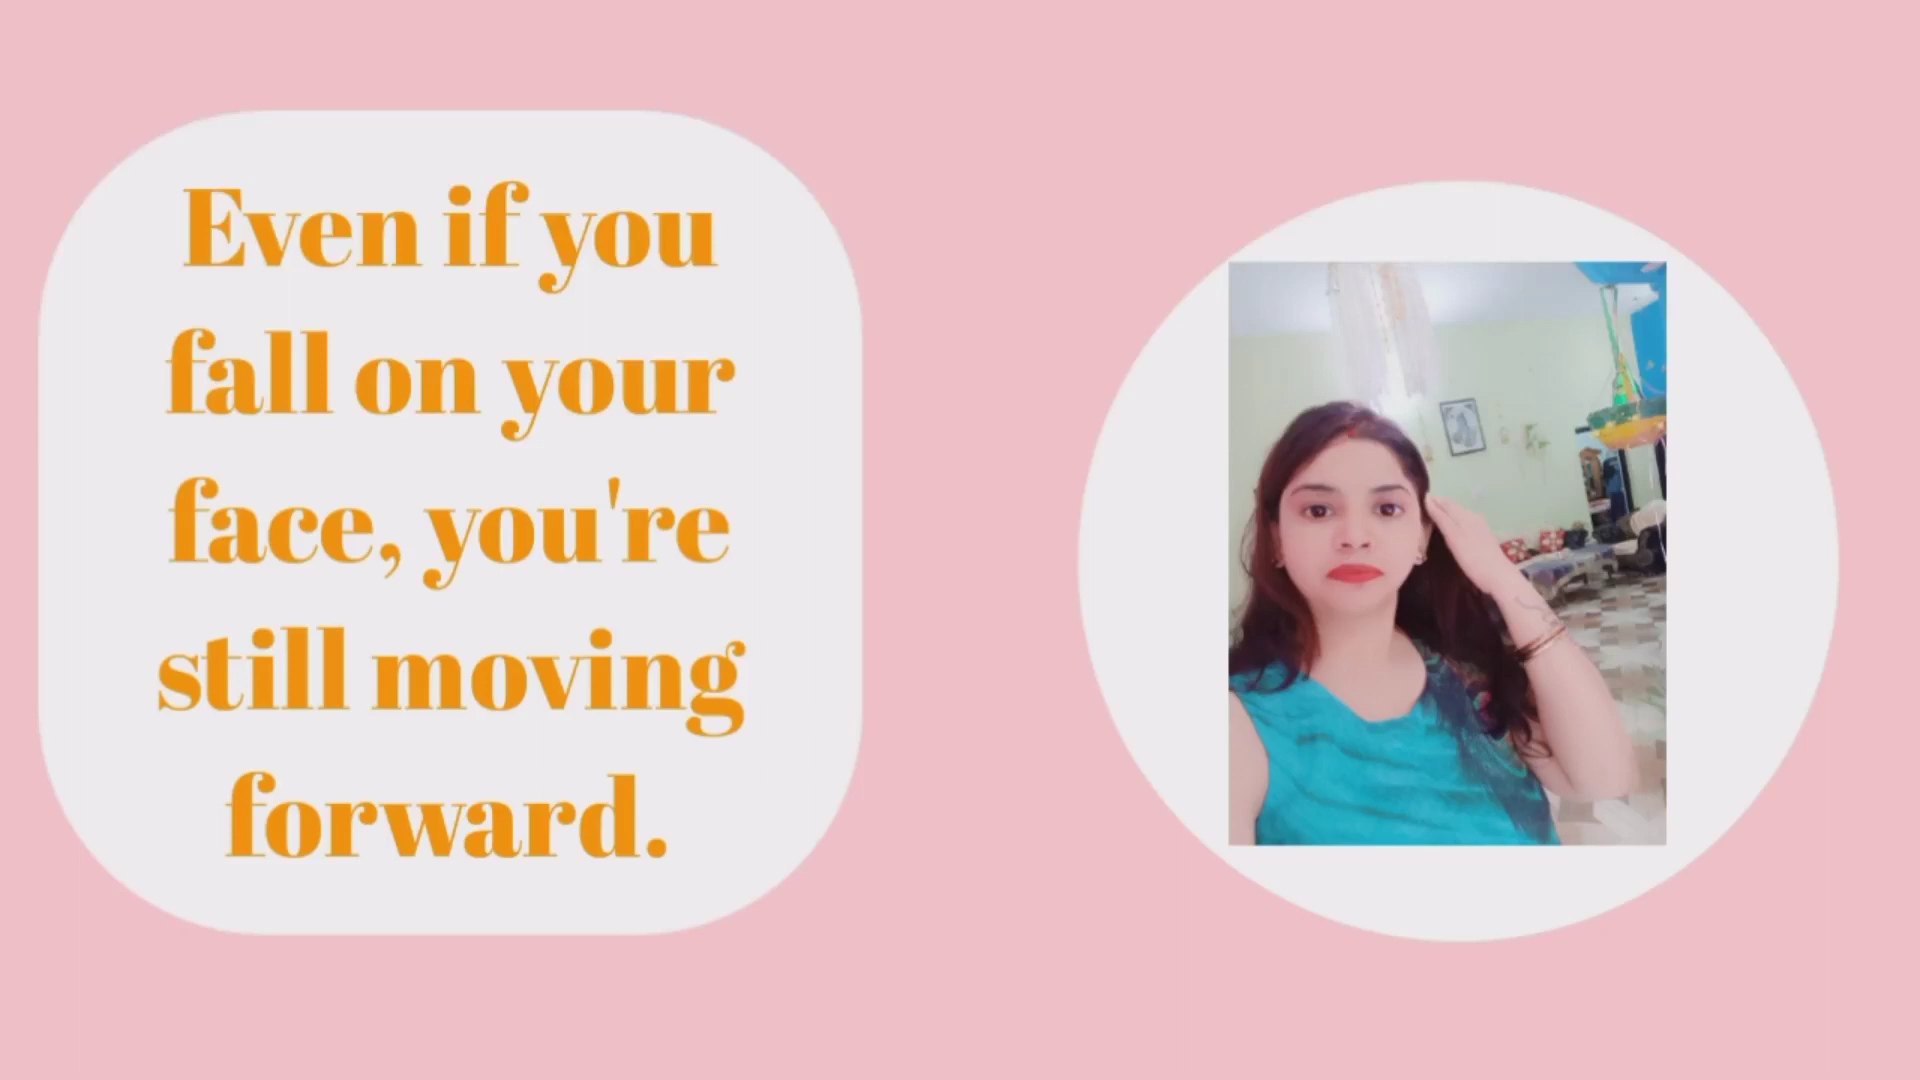 Even if you
fall on your
face, you're
still moving
forward.